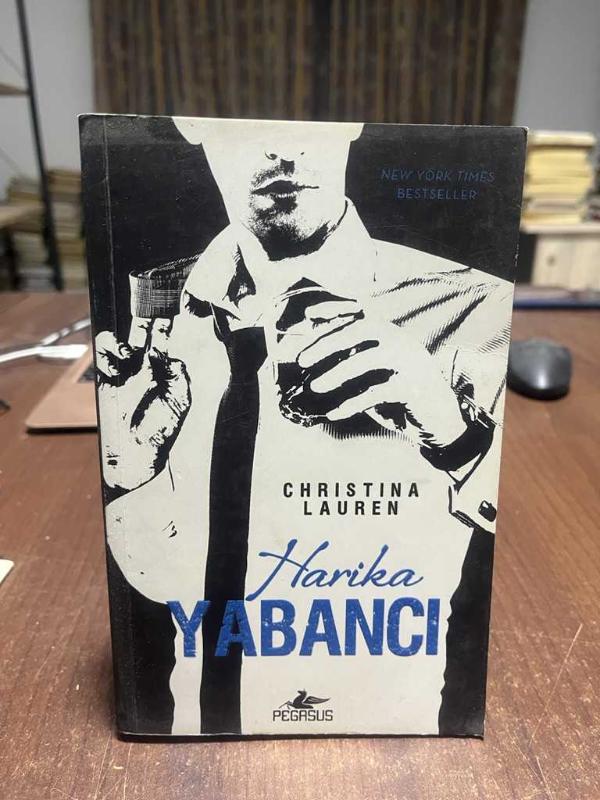 NEW YORK TIMES
BESTSELLER
CHRISTINA
LAUREN
Harika
YABANCI
PEGASUS